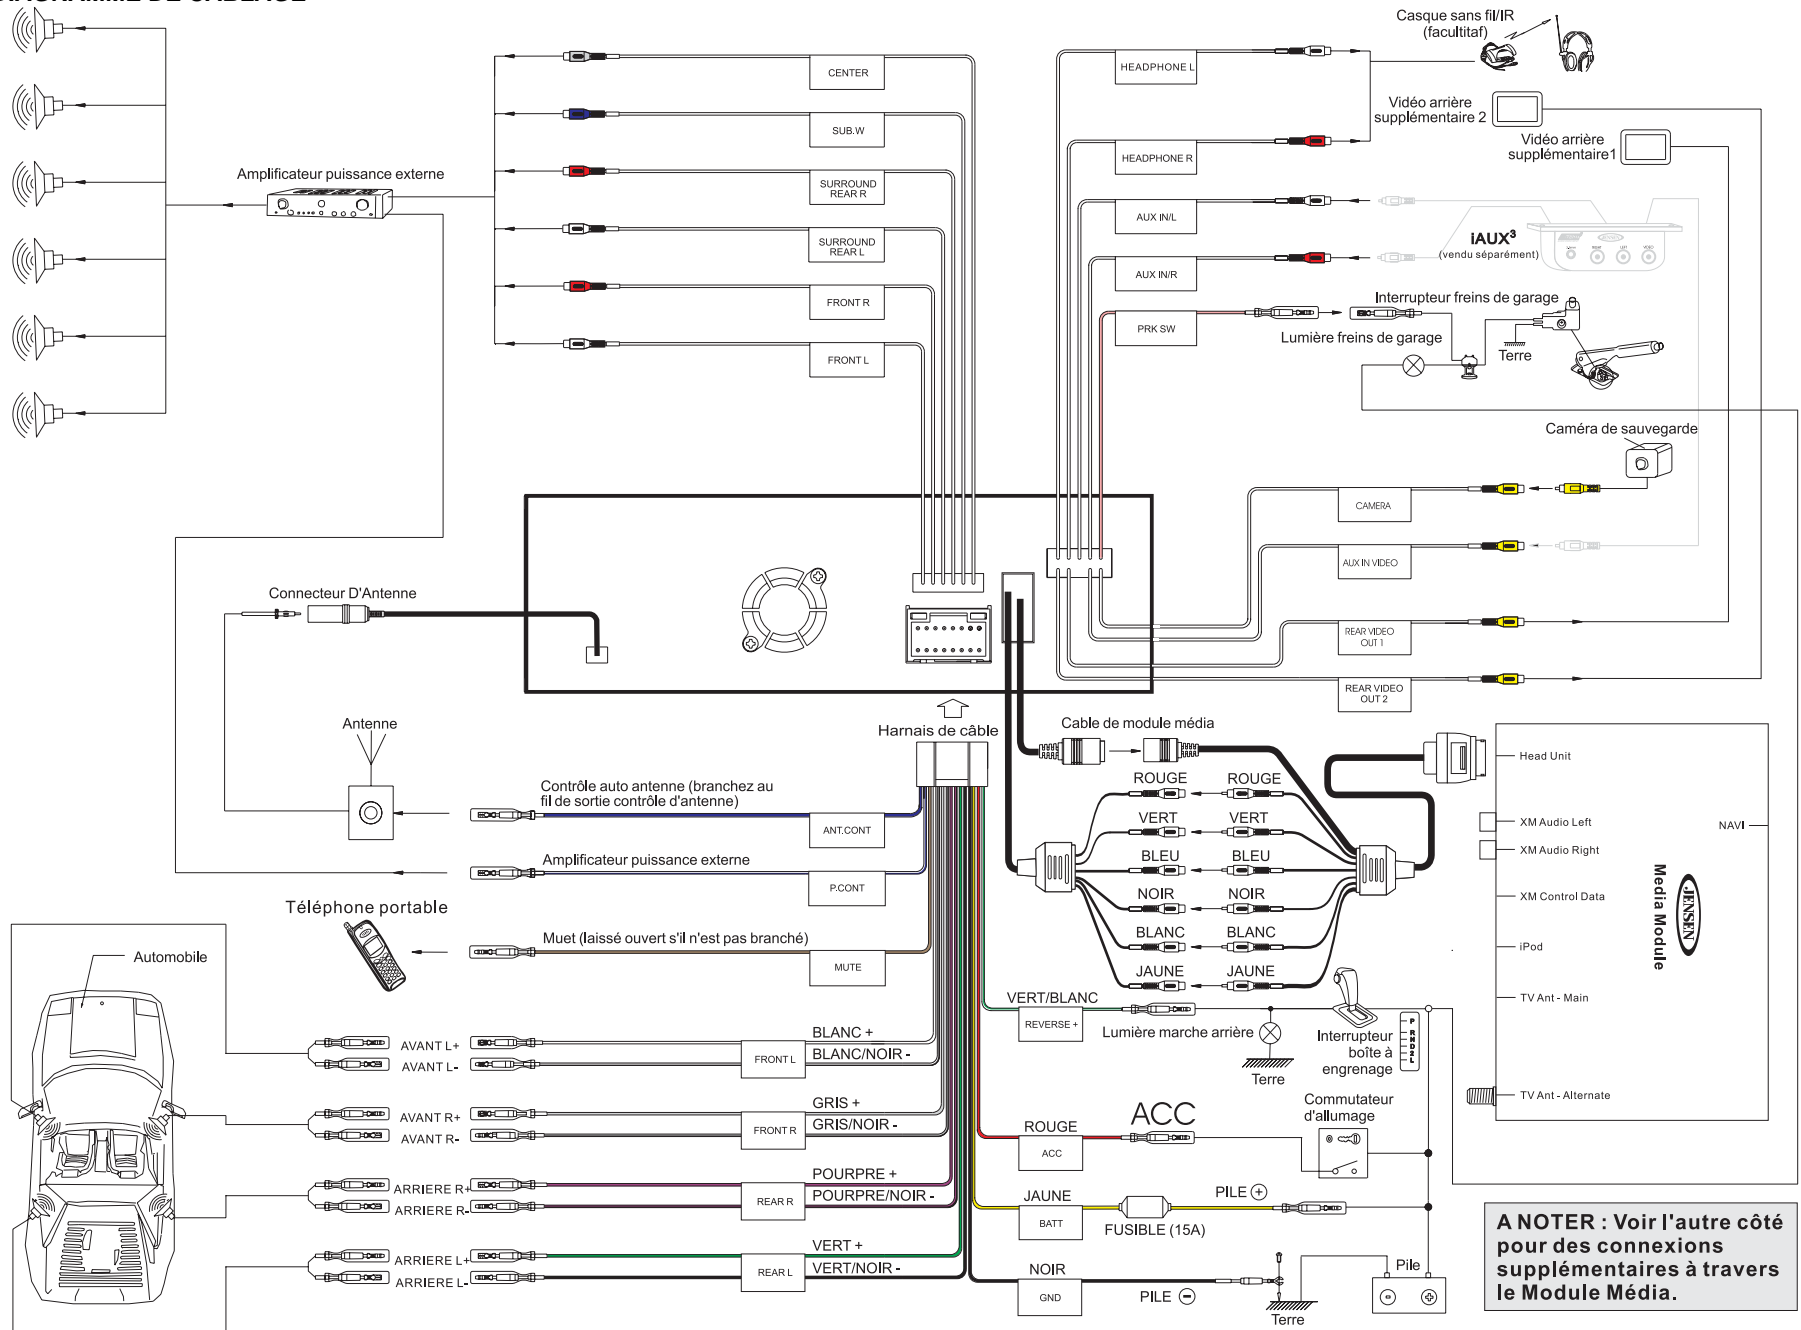 DIAGRAMME DE CABLAGE
Casque sans fil/IR
(facultitaf)
CENTER
HEADPHONE L
Vidéo arrière
supplémentaire 2
SUB.W
Vidéo arrière
supplémentaire1
HEADPHONE R
Amplificateur puissance externe
SURROUND
REAR R
AUX IN/L
SURROUND
REAR L
iAUX³
(vendu séparément)
RIGHT
LEFT
VIDEO
AUX IN/R
FRONT R
Interrupteur freins de garage
PRK SW
Lumière freins de garage
Terre
FRONT L
Caméra de sauvegarde
CAMERA
AUX IN VIDEO
Connecteur D'Antenne
REAR VIDEO
OUT 1
REAR VIDEO
OUT 2
Antenne
Harnais de câble
Cable de module média
Head Unit
Contrôle auto antenne (branchez au
fil de sortie contrôle d'antenne)
ANT.CONT
ROUGE
ROUGE
VERT
VERT
XM Audio Left
NAVI
XM Audio Right
Amplificateur puissance externe
P.CONT
BLEU
BLEU
NOIR
NOIR
XM Control Data
JENSEN
Media Module
Téléphone portable
Muet (laissé ouvert s'il n'est pas branché)
MUTE
BLANC
BLANC
iPod
Automobile
JAUNE
JAUNE
VERT/BLANC
REVERSE +
Lumière marche arrière
TV Ant - Main
Interrupteur
boîte à
engrenage
P
R
N
D
2
L
Terre
AVANT L+
AVANT L-
FRONT L
BLANC +
BLANC/NOIR -
TV Ant - Alternate
Commutateur
d'allumage
AVANT R+
AVANT R-
FRONT R
GRIS +
GRIS/NOIR -
ROUGE
ACC
ACC
ARRIERE R+
ARRIERE R-
REAR R
POURPRE +
POURPRE/NOIR -
JAUNE
BATT
FUSIBLE (15A)
PILE +
ARRIERE L+
ARRIERE L-
REAR L
VERT +
VERT/NOIR -
NOIR
GND
PILE -
Terre
Pile
A NOTER : Voir l'autre côté
pour des connexions
supplémentaires à travers
le Module Média.